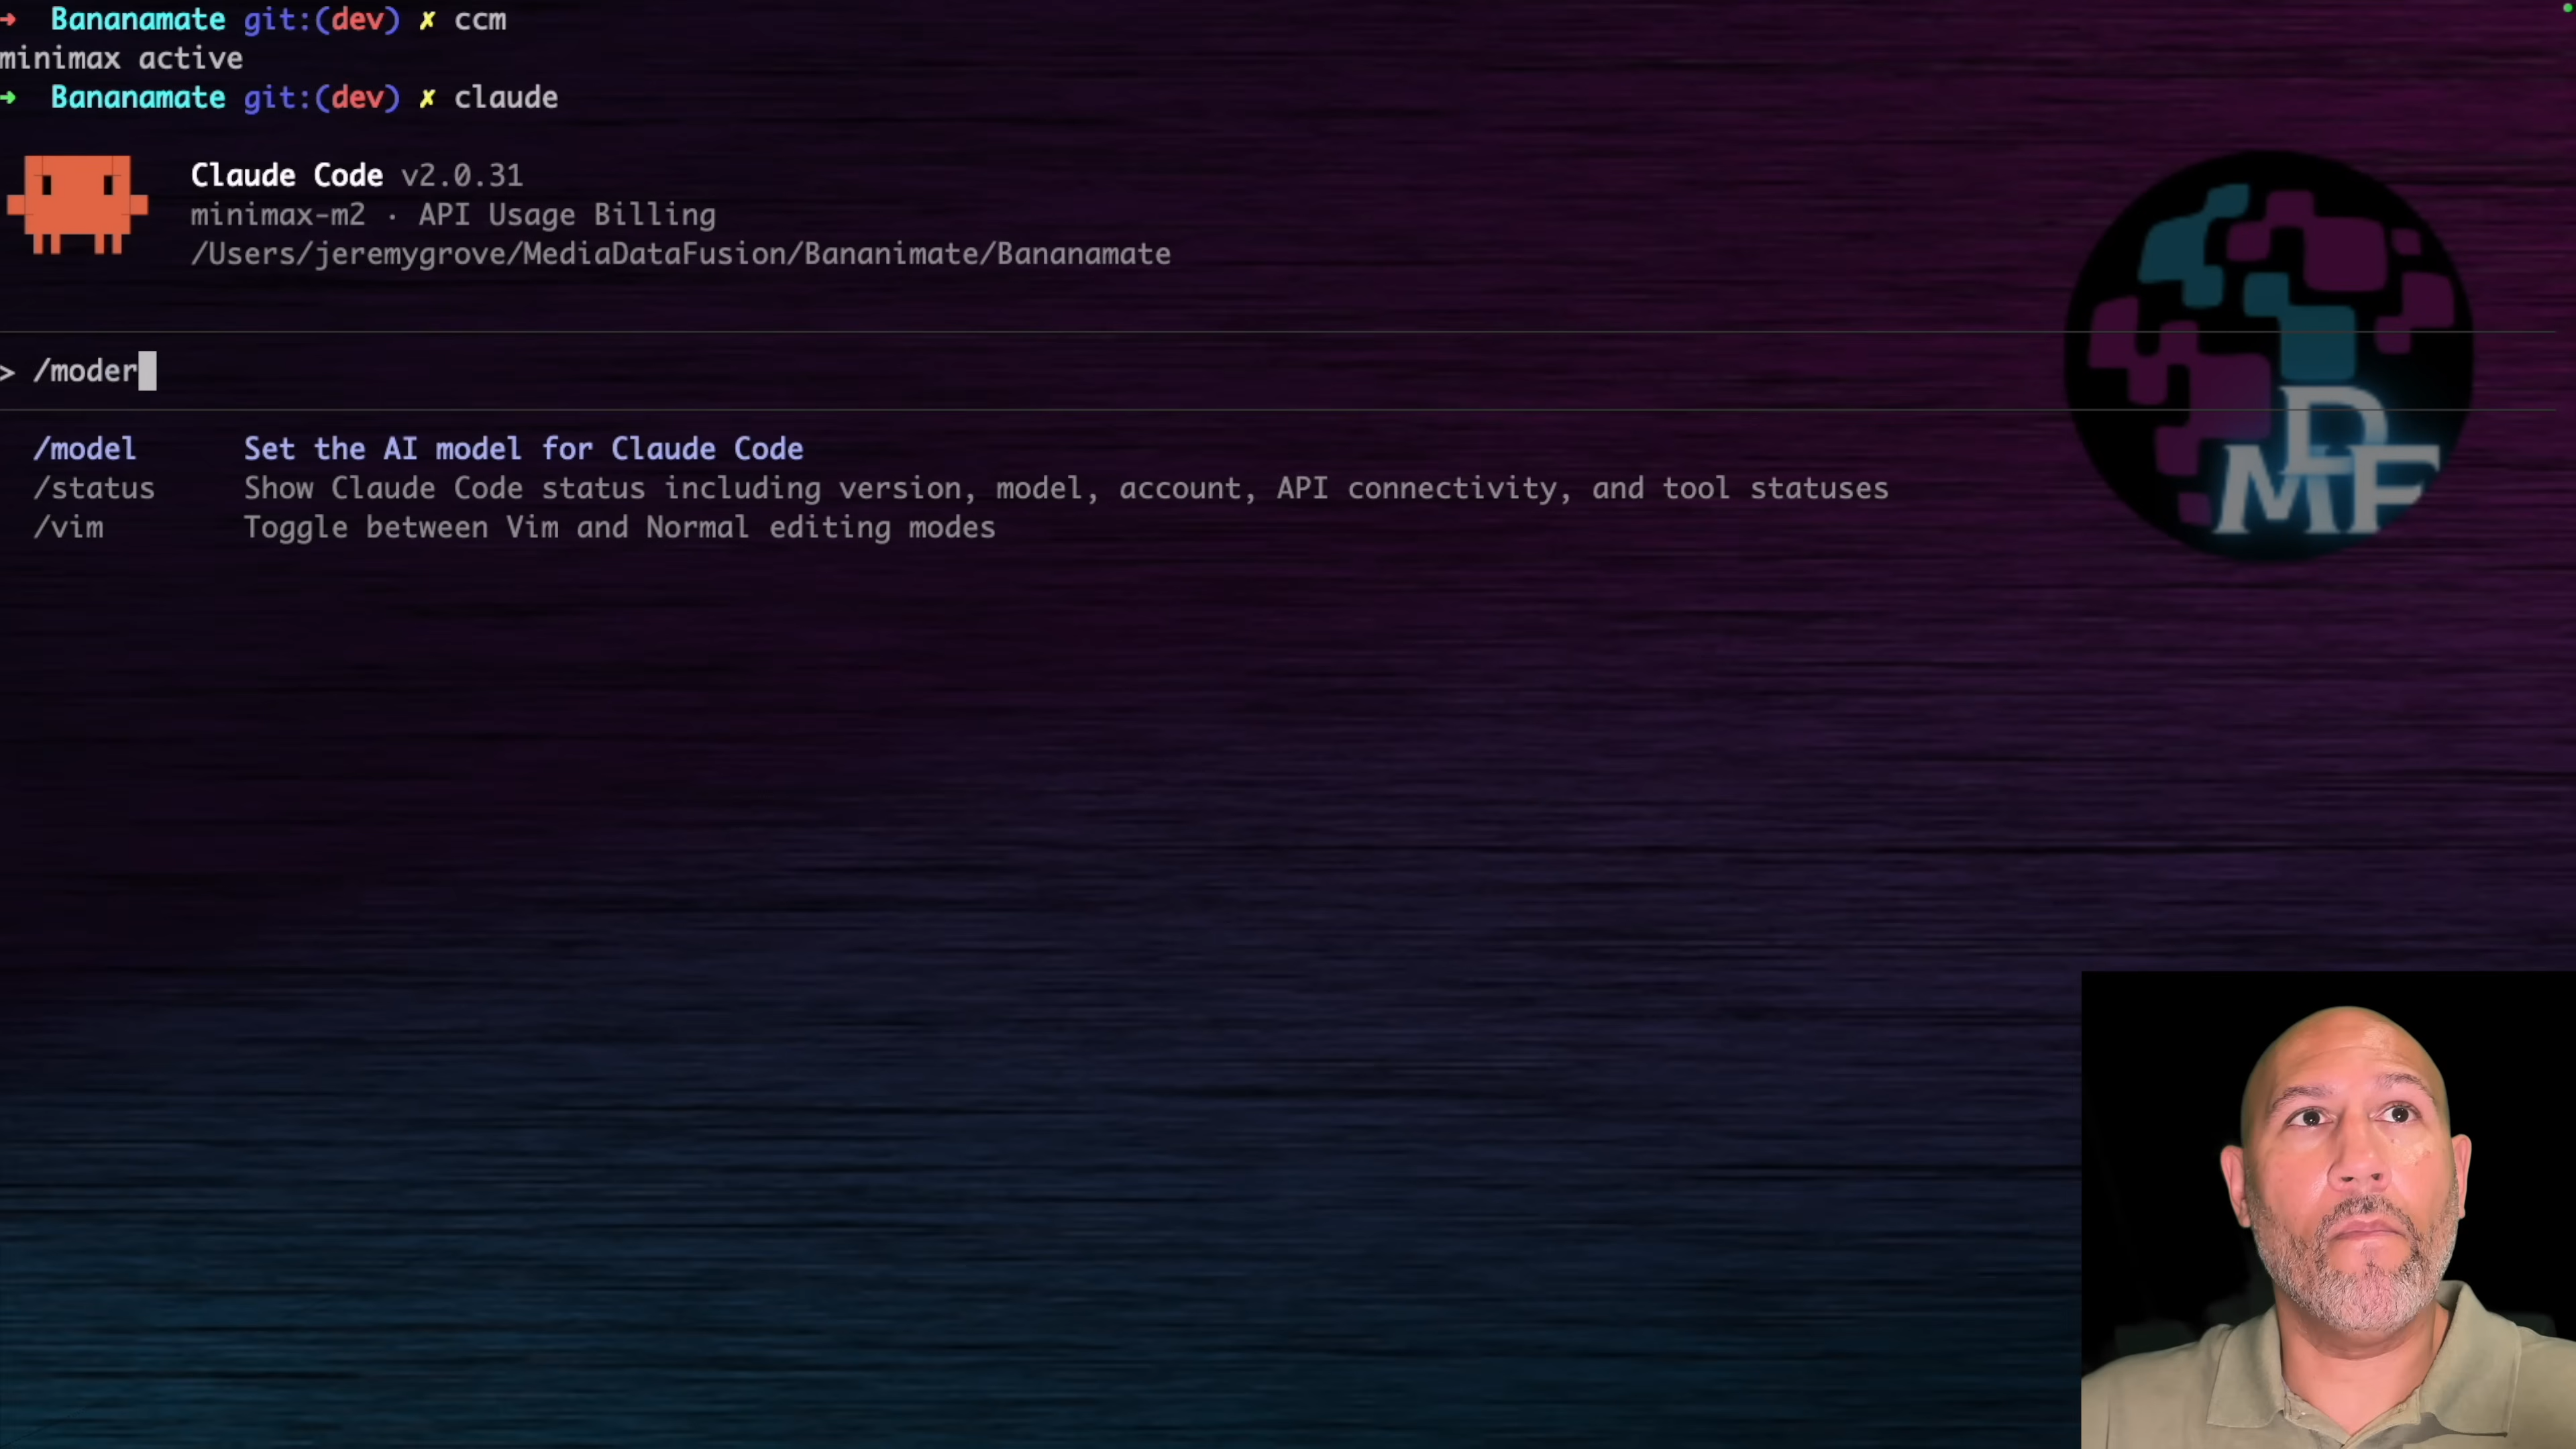 ➜ Bananamate git:(dev) ✗ ccm
minimax active
➜ Bananamate git:(dev) ✗ claude
Claude Code v2.0.31
minimax-m2 · API Usage Billing
/Users/jeremygrove/MediaDataFusion/Bananimate/Bananamate
> /moder
/model Set the AI model for Claude Code
/status Show Claude Code status including version, model, account, API connectivity, and tool statuses
/vim Toggle between Vim and Normal editing modes
MDF